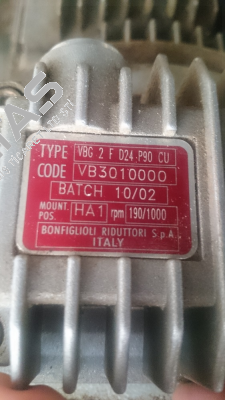 TYPE VBG 2 F D24 P90 CU
CODE VB3010000
BATCH 10/02
MOUNT. POS. HA1 rpm 190/1000
BONFIGLIOLI RIDUTTORI S.p.A
ITALY